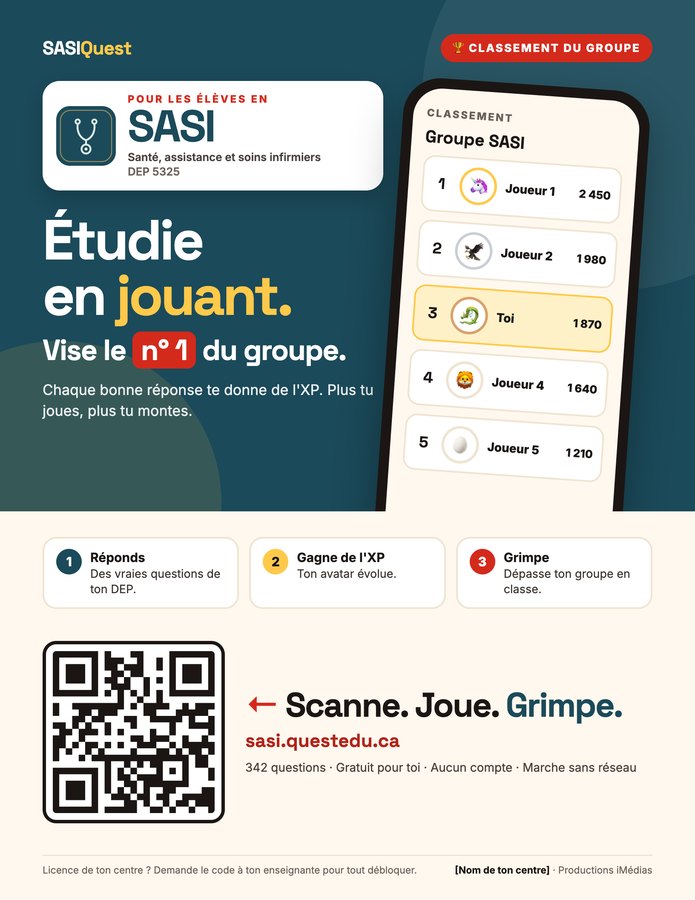 SASIQuest
🏆 CLASSEMENT DU GROUPE
POUR LES ÉLÈVES EN
SASI
Santé, assistance et soins infirmiers
DEP 5325
Étudie
en jouant.
Vise le n° 1 du groupe.
Chaque bonne réponse te donne de l'XP. Plus tu
joues, plus tu montes.
CLASSEMENT
Groupe SASI
1 Joueur 1 2 450
2 Joueur 2 1 980
3 Toi 1 870
4 Joueur 4 1 640
5 Joueur 5 1 210
1 Réponds
Des vraies questions de
ton DEP.
2 Gagne de l'XP
Ton avatar évolue.
3 Grimpe
Dépasse ton groupe en
classe.
← Scanne. Joue. Grimpe.
sasi.questedu.ca
342 questions · Gratuit pour toi · Aucun compte · Marche sans réseau
Licence de ton centre ? Demande le code à ton enseignante pour tout débloquer.
[Nom de ton centre] · Productions iMédias